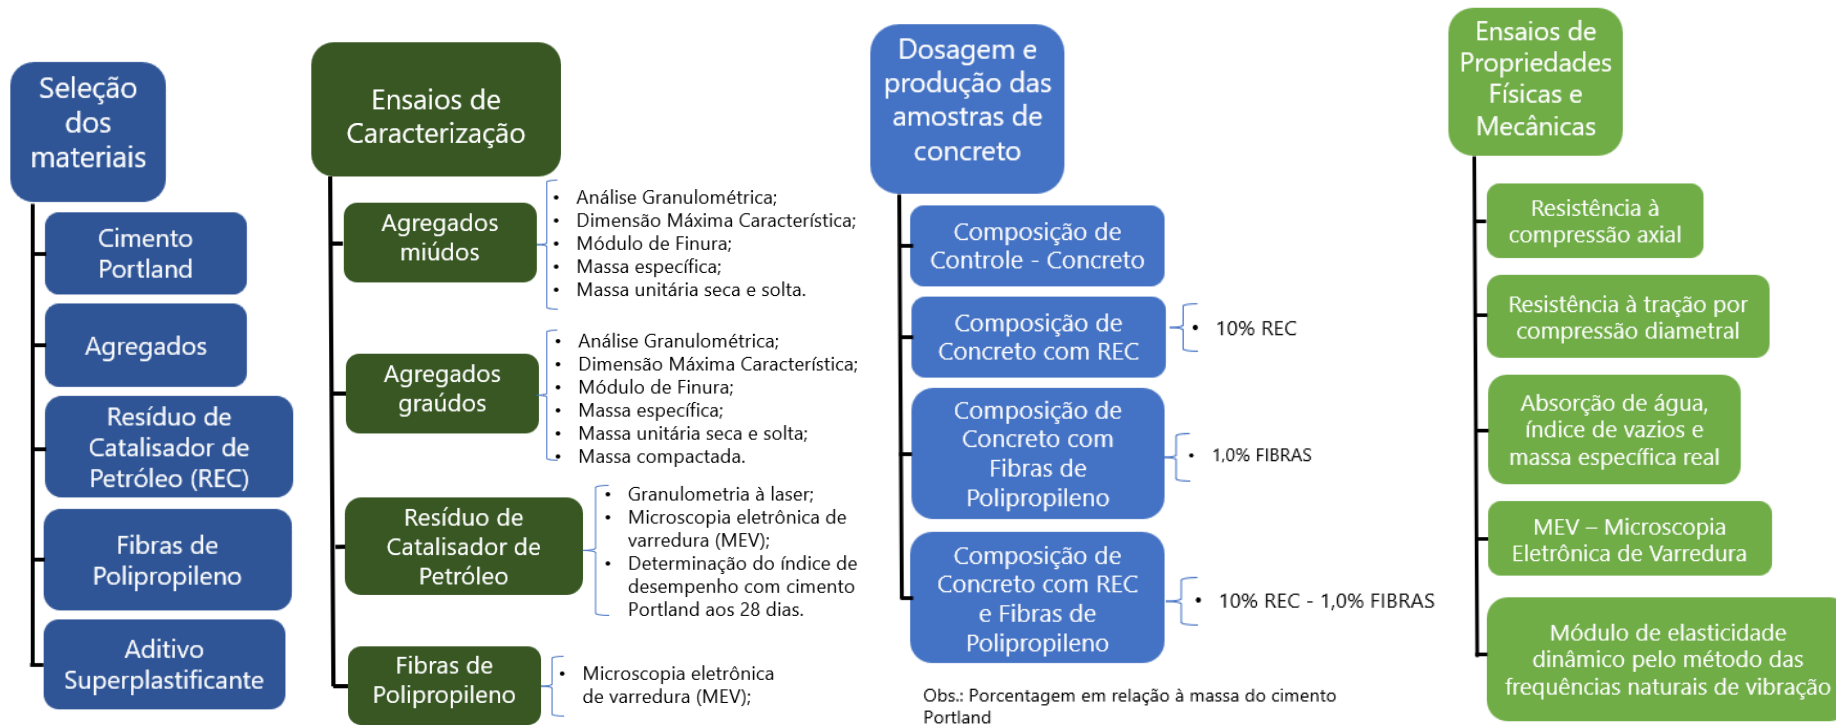 Seleção
dos
materiais
Cimento
Portland
Agregados
Resíduo de
Catalisador de
Petróleo (REC)
Fibras de
Polipropileno
Aditivo
Superplastificante
Ensaios de
Caracterização
Agregados
miúdos
• Análise Granulométrica;
• Dimensão Máxima Característica;
• Módulo de Finura;
• Massa específica;
• Massa unitária seca e solta.
Agregados
graúdos
• Análise Granulométrica;
• Dimensão Máxima Característica;
• Módulo de Finura;
• Massa específica;
• Massa unitária seca e solta;
• Massa compactada.
Resíduo de
Catalisador de
Petróleo
• Granulometria à laser;
• Microscopia eletrônica de
varredura (MEV);
• Determinação do índice de
desempenho com cimento
Portland aos 28 dias.
Fibras de
Polipropileno
• Microscopia eletrônica
de varredura (MEV);
Dosagem e
produção das
amostras de
concreto
Composição de
Controle - Concreto
Composição de
Concreto com REC
• 10% REC
Composição de
Concreto com
Fibras de
Polipropileno
• 1,0% FIBRAS
Composição de
Concreto com REC
e Fibras de
Polipropileno
• 10% REC - 1,0% FIBRAS
Obs.: Porcentagem em relação à massa do cimento
Portland
Ensaios de
Propriedades
Físicas e
Mecânicas
Resistência à
compressão axial
Resistência à tração por
compressão diametral
Absorção de água,
índice de vazios e
massa específica real
MEV – Microscopia
Eletrônica de Varredura
Módulo de elasticidade
dinâmico pelo método das
frequências naturais de vibração